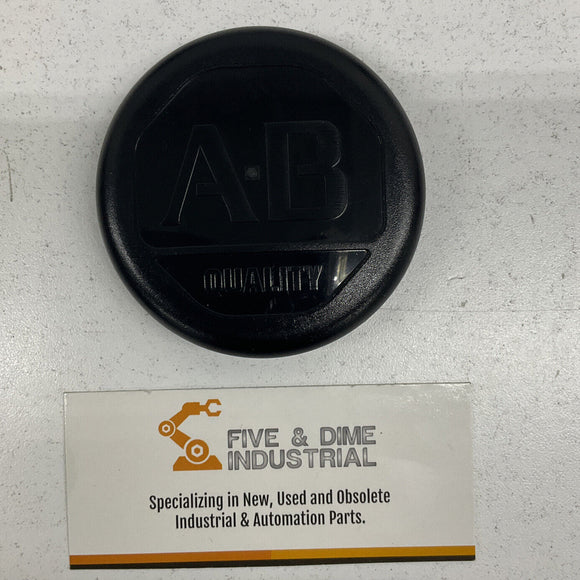 A·B
QUALITY
FIVE & DIME
INDUSTRIAL
Specializing in New, Used and Obsolete
Industrial & Automation Parts.